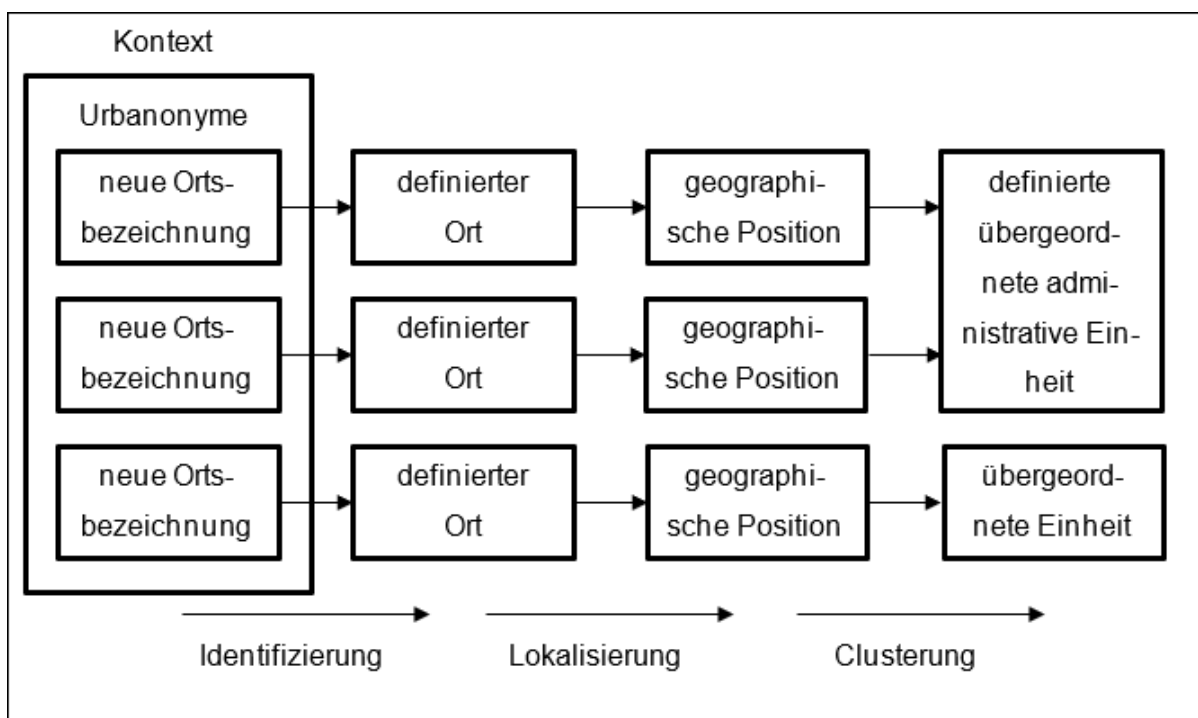 Kontext
Urbanonyme
neue Orts-
bezeichnung
definierter
Ort
geographi-
sche Position
definierte
übergeord-
nete admi-
nistrative Ein-
heit
neue Orts-
bezeichnung
definierter
Ort
geographi-
sche Position
neue Orts-
bezeichnung
definierter
Ort
geographi-
sche Position
übergeord-
nete Einheit
Identifizierung
Lokalisierung
Clusterung